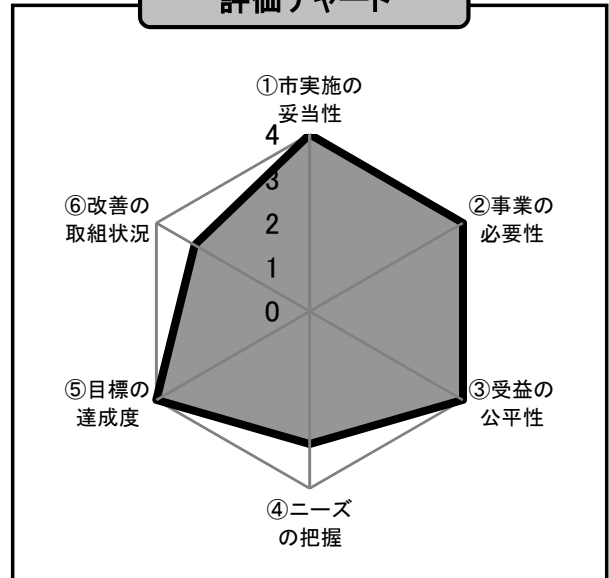 評価チャート
①市実施の
妥当性
4
3
2
1
0
②事業の
必要性
③受益の
公平性
④ニーズ
の把握
⑤目標の
達成度
⑥改善の
取組状況